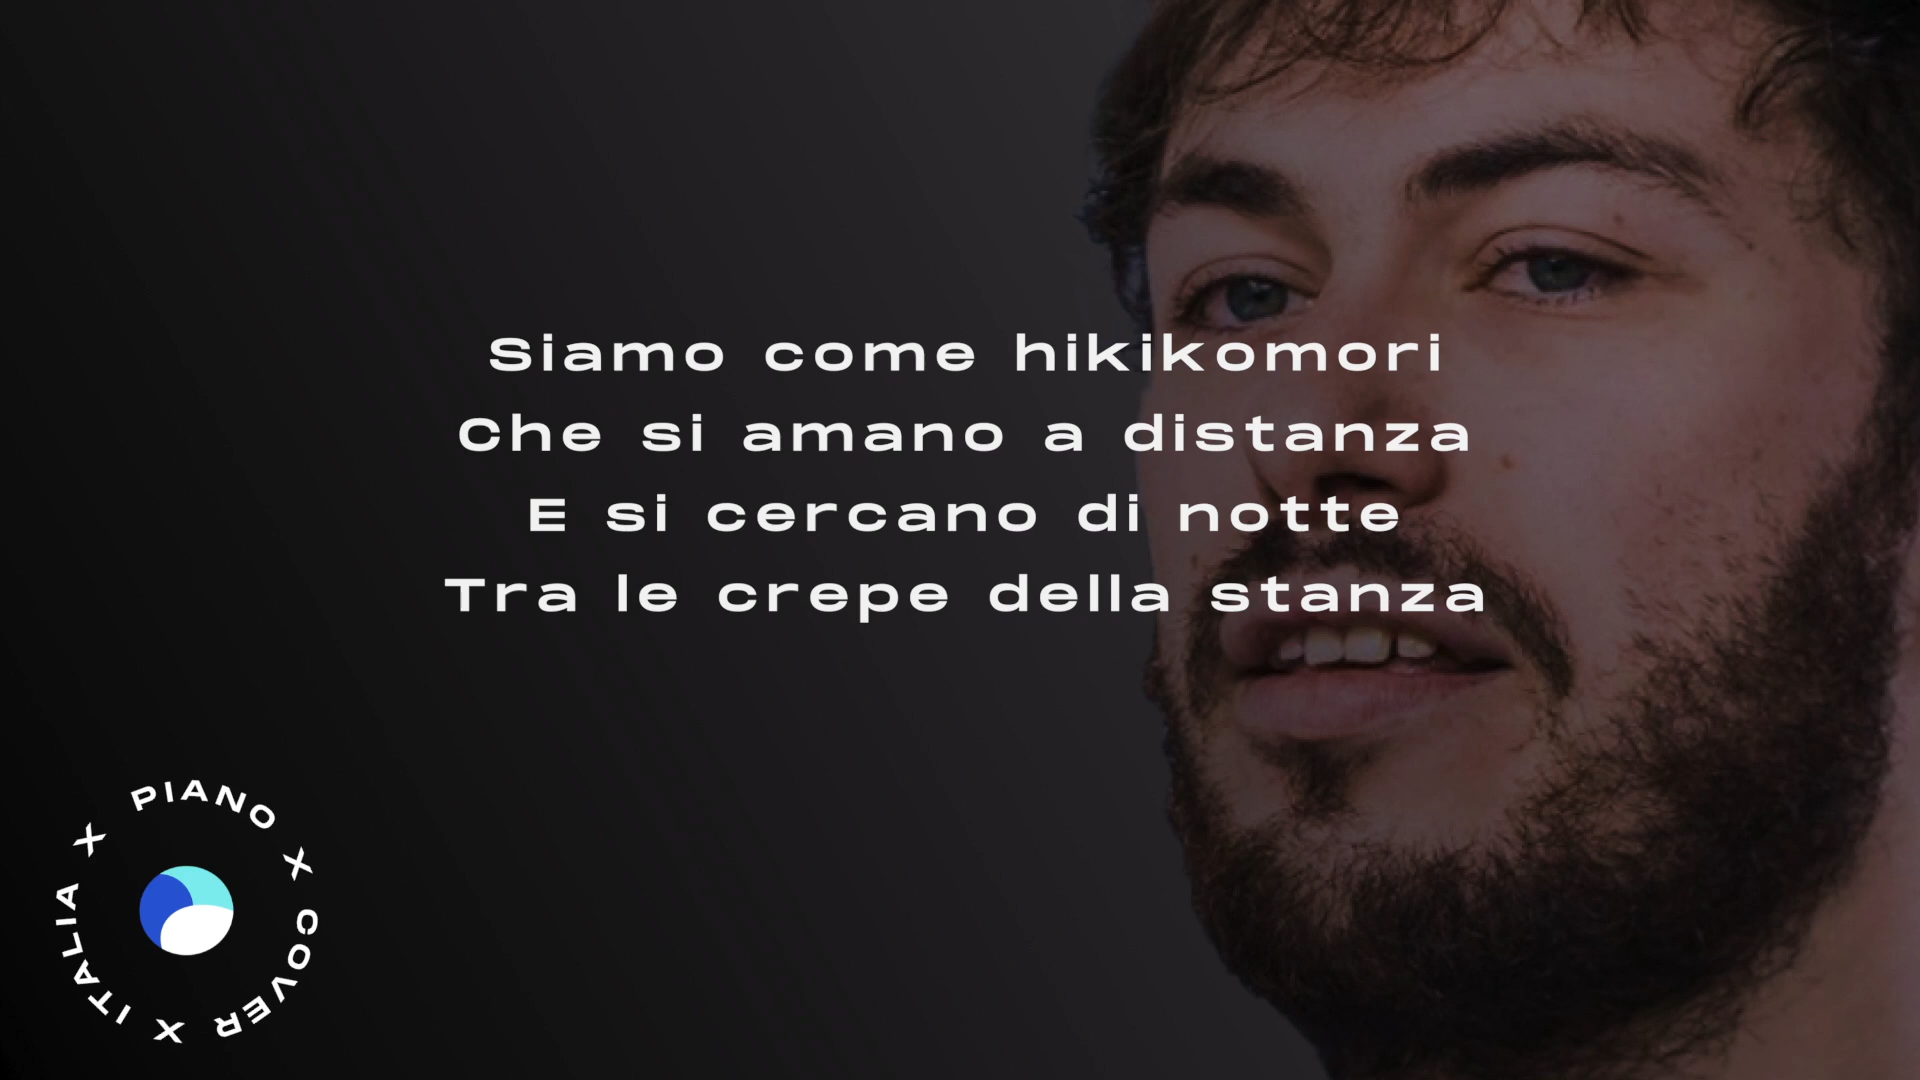 Siamo come hikikomori
Che si amano a distanza
E si cercano di notte
Tra le crepe della stanza
PIANO X COVER X ITALIA X